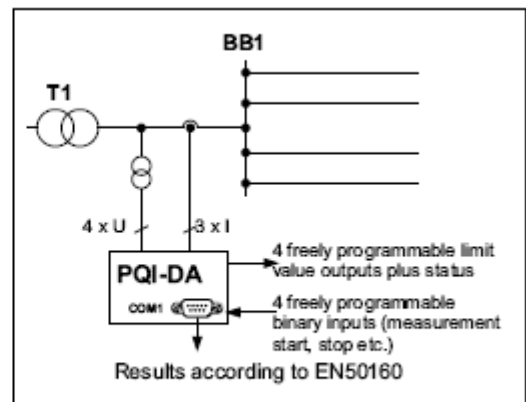 BB1
T1
4 x U
3 x I
PQI-DA
COM1
4 freely programmable limit
value outputs plus status
4 freely programmable
binary inputs (measurement
start, stop etc.)
Results according to EN50160